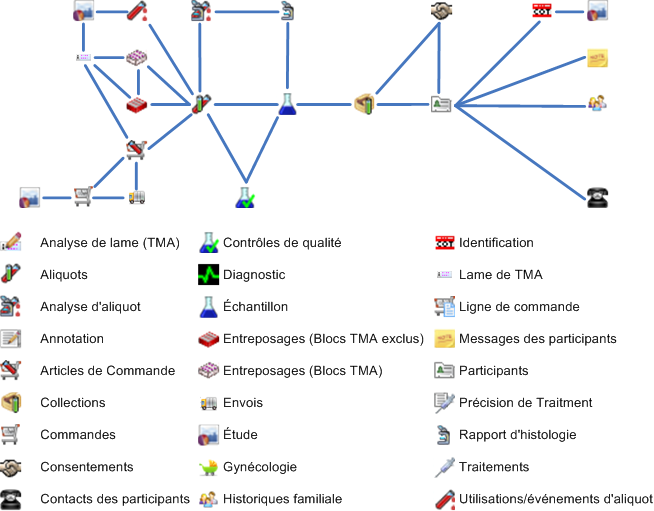 Analyse de lame (TMA)
Contrôles de qualité
Identification
Aliquots
Diagnostic
Lame de TMA
Analyse d'aliquot
Échantillon
Ligne de commande
Annotation
Entreposages (Blocs TMA exclus)
Messages des participants
Articles de Commande
Entreposages (Blocs TMA)
Participants
Collections
Envois
Précision de Traitment
Commandes
Étude
Rapport d'histologie
Consentements
Gynécologie
Traitements
Contacts des participants
Historiques familiale
Utilisations/événements d'aliquot